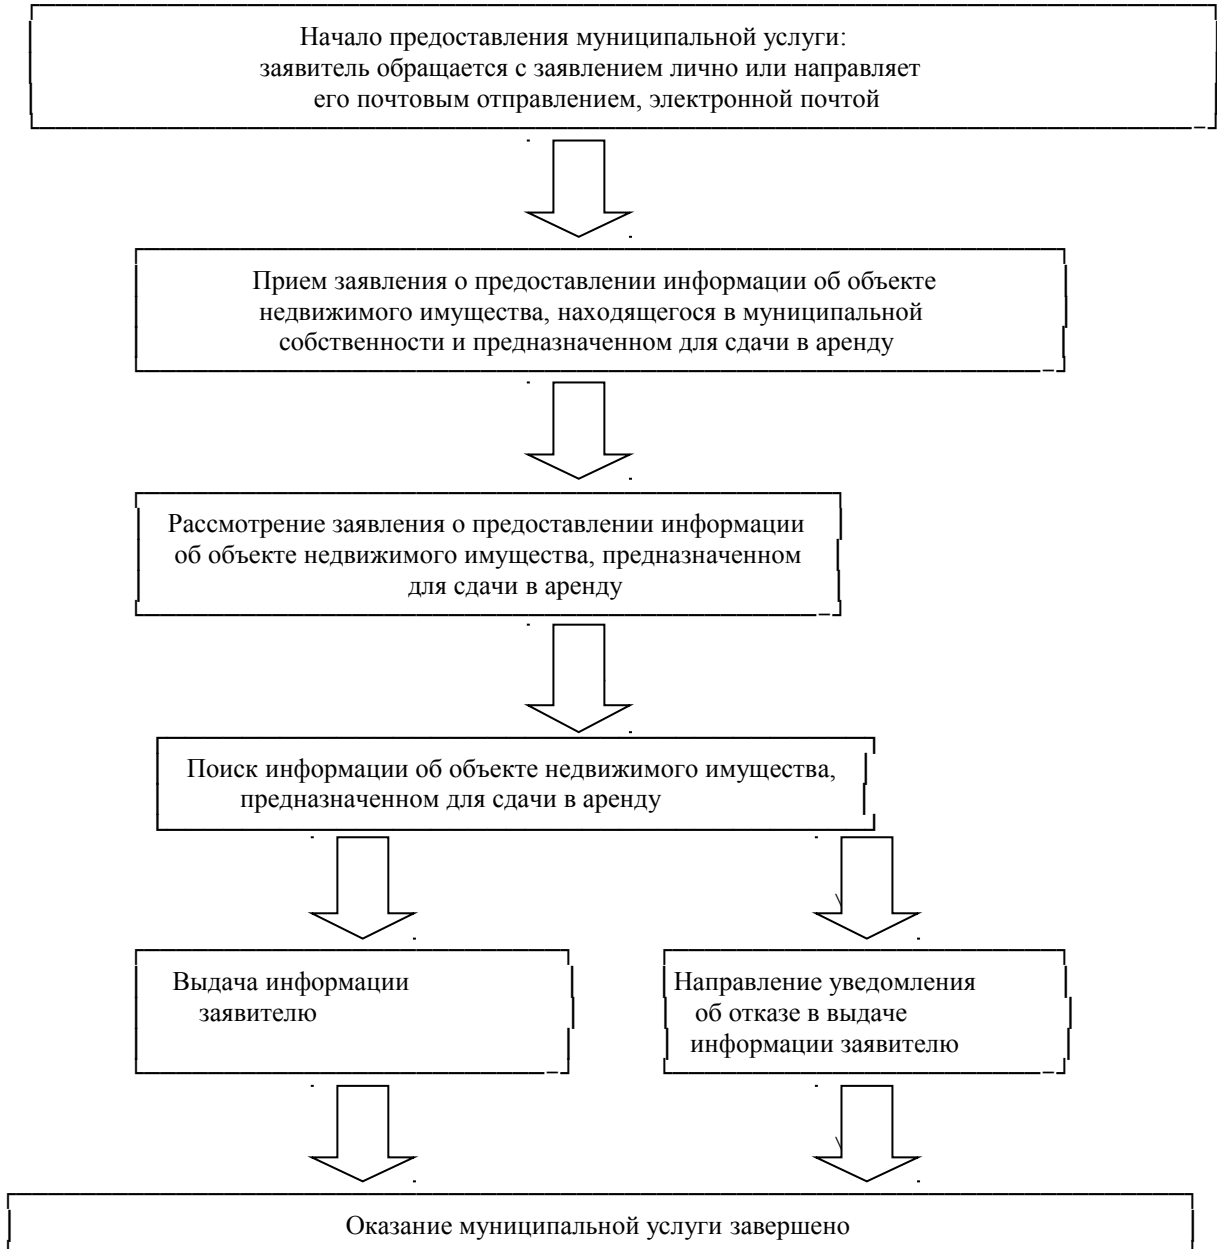 Начало предоставления муниципальной услуги:
заявитель обращается с заявлением лично или направляет
его почтовым отправлением, электронной почтой
Прием заявления о предоставлении информации об объекте
недвижимого имущества, находящегося в муниципальной
собственности и предназначенном для сдачи в аренду
Рассмотрение заявления о предоставлении информации
об объекте недвижимого имущества, предназначенном
для сдачи в аренду
Поиск информации об объекте недвижимого имущества,
предназначенном для сдачи в аренду
Выдача информации
заявителю
Направление уведомления
об отказе в выдаче
информации заявителю
Оказание муниципальной услуги завершено